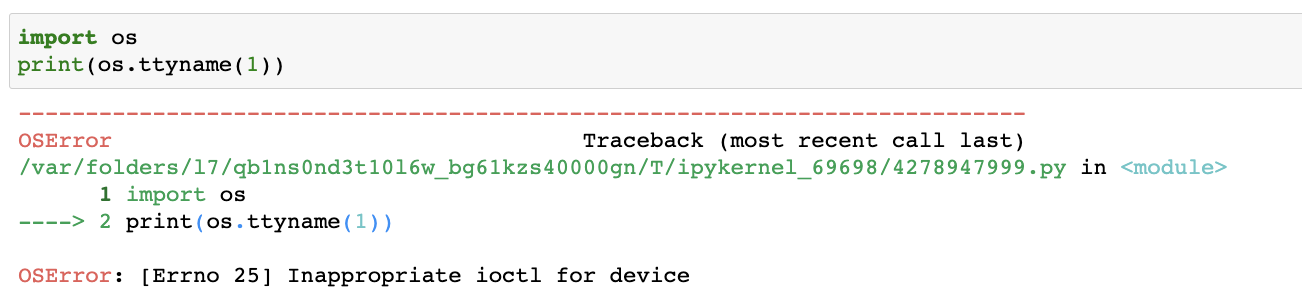 import os
print(os.ttyname(1))
---------------------------------------------------------------------------
OSError                                   Traceback (most recent call last)
/var/folders/l7/qb1ns0nd3t10l6w_bg61kzs40000gn/T/ipykernel_69698/4278947999.py in <module>
      1 import os
----> 2 print(os.ttyname(1))
OSError: [Errno 25] Inappropriate ioctl for device